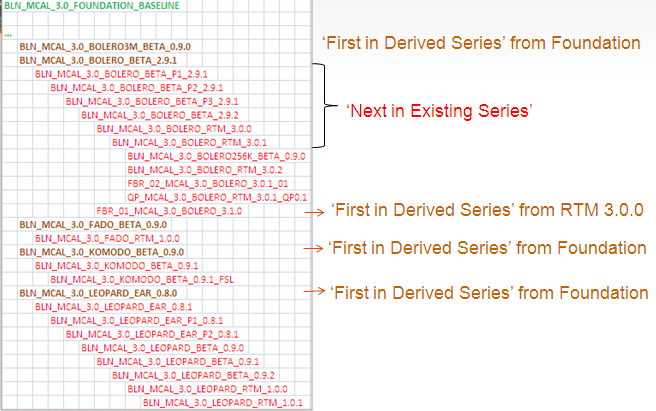 BLN_MCAL_3.0_FOUNDATION_BASELINE
...
BLN_MCAL_3.0_BOLERO3M_BETA_0.9.0
'First in Derived Series' from Foundation
BLN_MCAL_3.0_BOLERO_BETA_2.9.1
BLN_MCAL_3.0_BOLERO_BETA_P1_2.9.1
BLN_MCAL_3.0_BOLERO_BETA_P2_2.9.1
BLN_MCAL_3.0_BOLERO_BETA_P3_2.9.1
BLN_MCAL_3.0_BOLERO_BETA_2.9.2
'Next in Existing Series'
BLN_MCAL_3.0_BOLERO_RTM_3.0.0
BLN_MCAL_3.0_BOLERO_RTM_3.0.1
BLN_MCAL_3.0_BOLERO256K_BETA_0.9.0
BLN_MCAL_3.0_BOLERO_RTM_3.0.2
FBR_02_MCAL_3.0_BOLERO_3.0.1_01
QP_MCAL_3.0_BOLERO_RTM_3.0.1_QP0.1
FBR_01_MCAL_3.0_BOLERO_3.1.0
'First in Derived Series' from RTM 3.0.0
BLN_MCAL_3.0_FADO_BETA_0.9.0
BLN_MCAL_3.0_FADO_RTM_1.0.0
'First in Derived Series' from Foundation
BLN_MCAL_3.0_KOMODO_BETA_0.9.0
BLN_MCAL_3.0_KOMODO_BETA_0.9.1
BLN_MCAL_3.0_KOMODO_BETA_0.9.1_FSL
BLN_MCAL_3.0_LEOPARD_EAR_0.8.0
'First in Derived Series' from Foundation
BLN_MCAL_3.0_LEOPARD_EAR_0.8.1
BLN_MCAL_3.0_LEOPARD_EAR_P1_0.8.1
BLN_MCAL_3.0_LEOPARD_EAR_P2_0.8.1
BLN_MCAL_3.0_LEOPARD_BETA_0.9.0
BLN_MCAL_3.0_LEOPARD_BETA_0.9.1
BLN_MCAL_3.0_LEOPARD_BETA_0.9.2
BLN_MCAL_3.0_LEOPARD_RTM_1.0.0
BLN_MCAL_3.0_LEOPARD_RTM_1.0.1